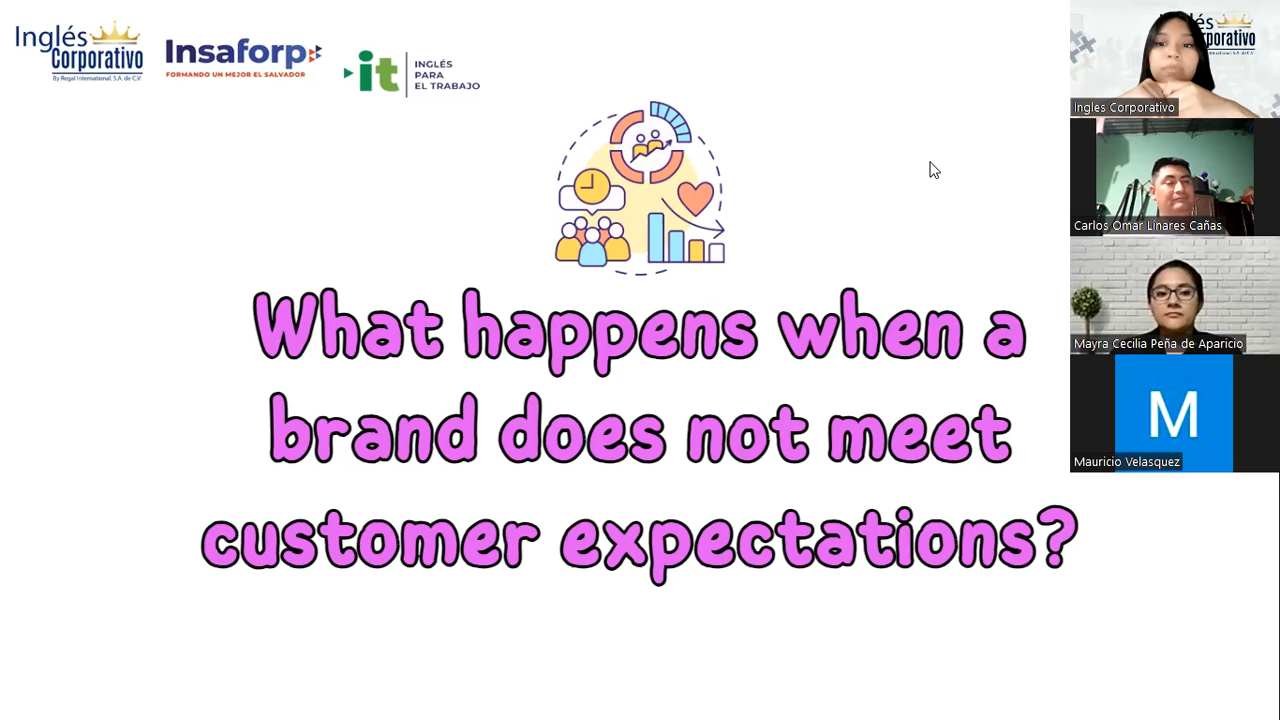 Inglés
Corporativo
By Regal International, S.A. de C.V.
Insaforp
FORMANDO UN MEJOR EL SALVADOR
it
INGLÉS
PARA
EL TRABAJO
What happens when a
brand does not meet
customer expectations?
Corporativo
Ingles Corporativo
Carlos Omar Linares Cañas
Mayra Cecilia Peña de Aparicio
M
Mauricio Velasquez